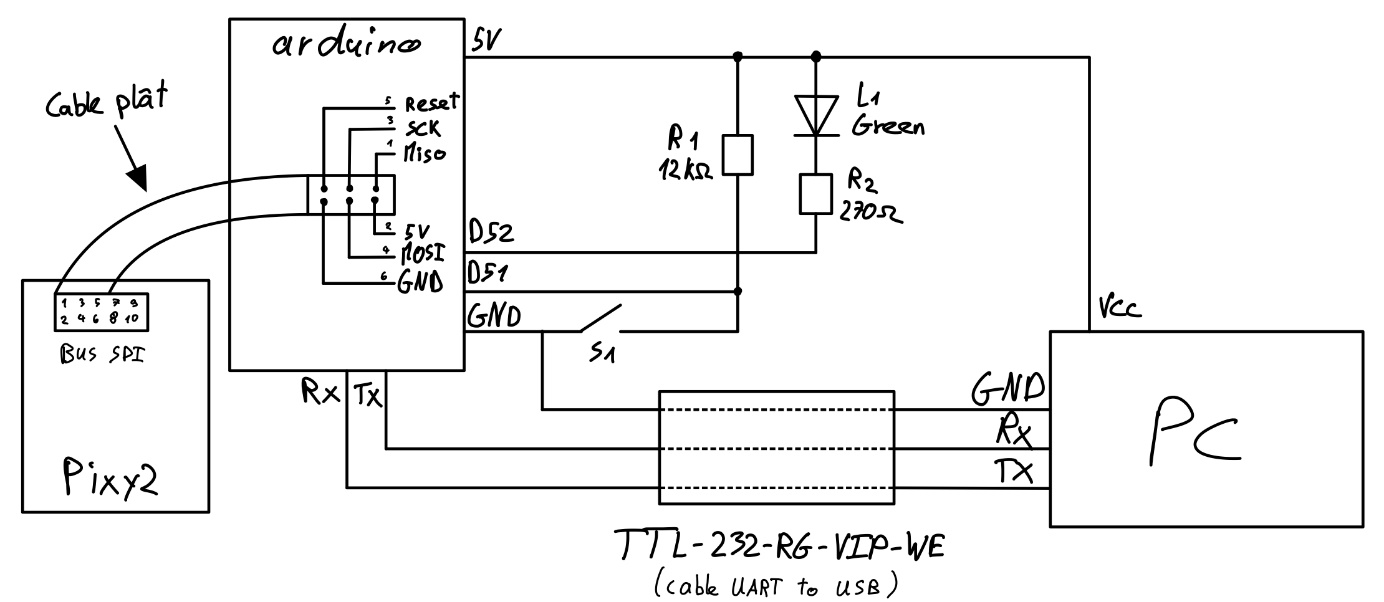 arduino
5V
Cable plat
5 Reset
3 SCK
1 Miso
L1
Green
R1
12kΩ
R2
270Ω
2 5V
4 MOSI
6 GND
D52
D51
GND
S1
VCC
1 3 5 7 9
2 4 6 8 10
BUS SPI
Rx Tx
GND
Rx
TX
PC
Pixy2
TTL-232-RG-VIP-WE
(cable UART to USB)